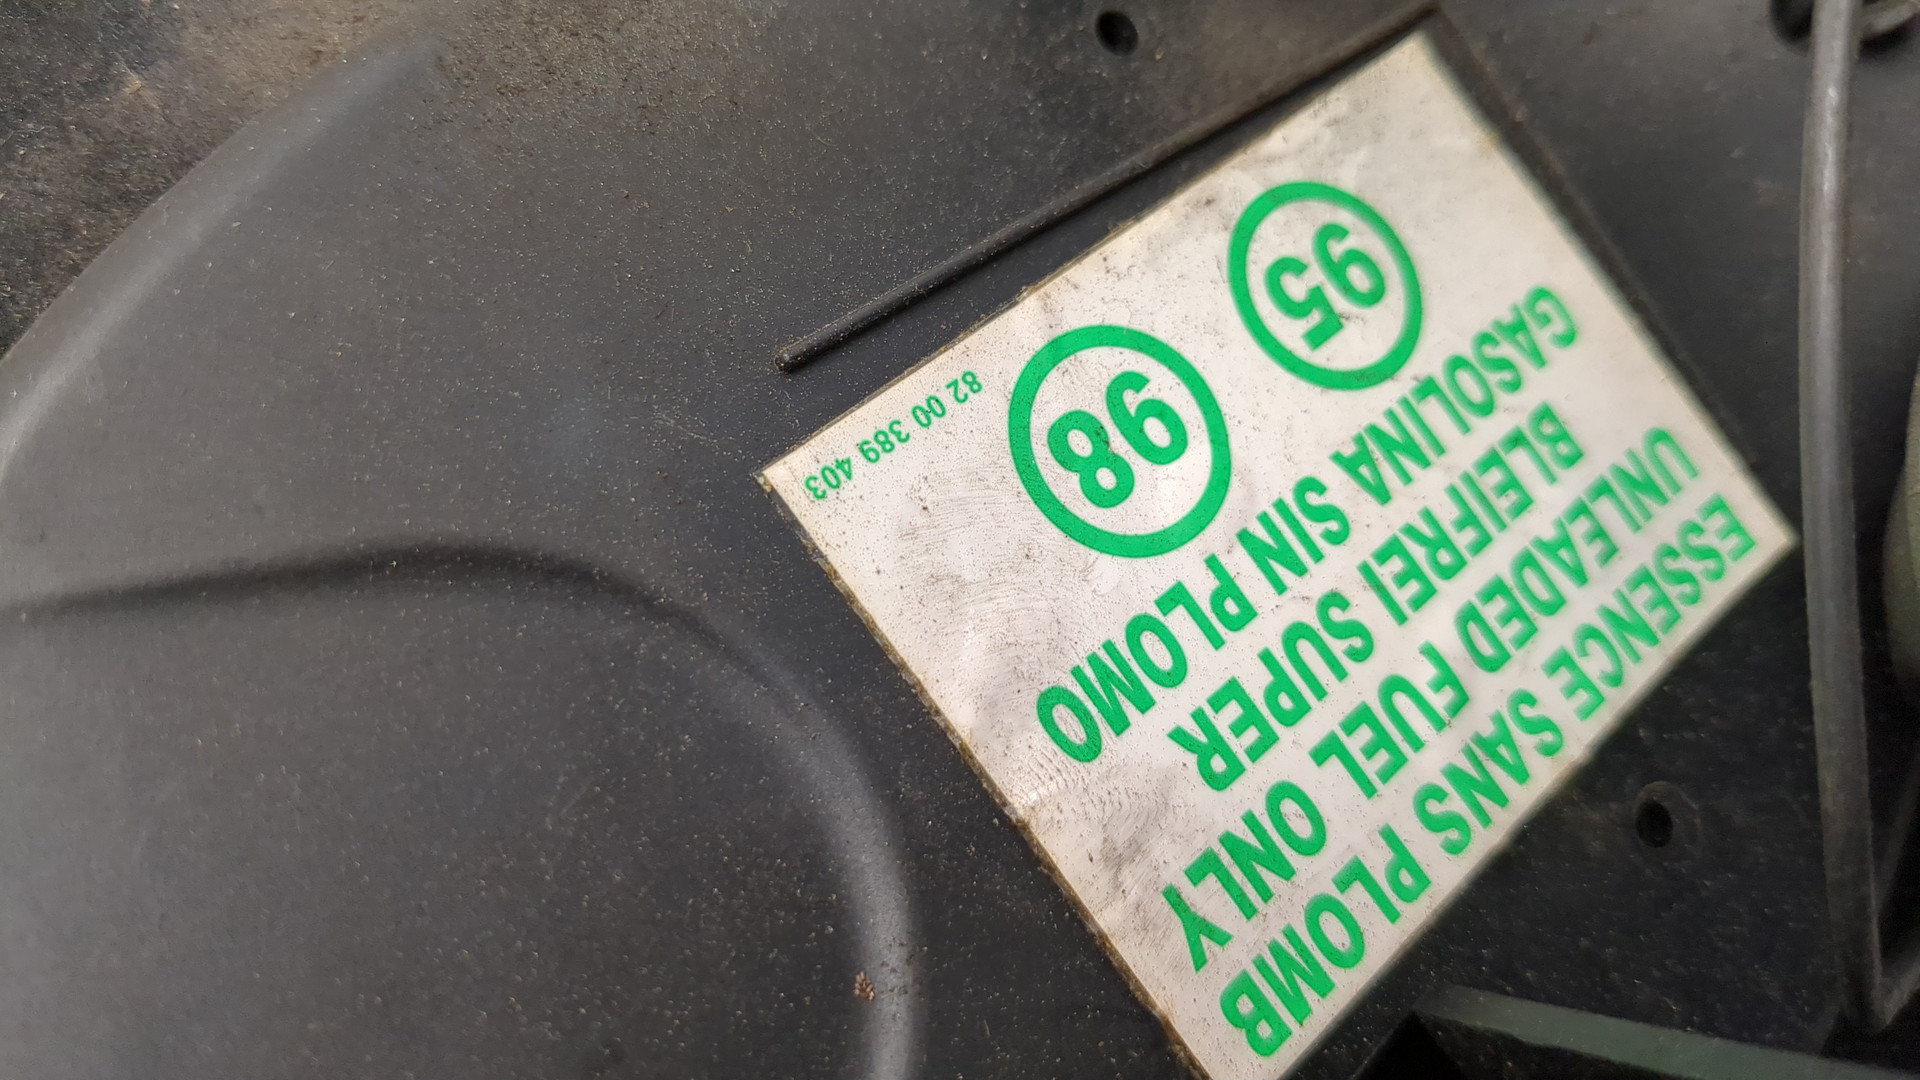 ESSENCE SANS PLOMB
UNLEADED FUEL ONLY
BLEIFREI SUPER
GASOLINA SIN PLOMO
95 98
82 00 389 403